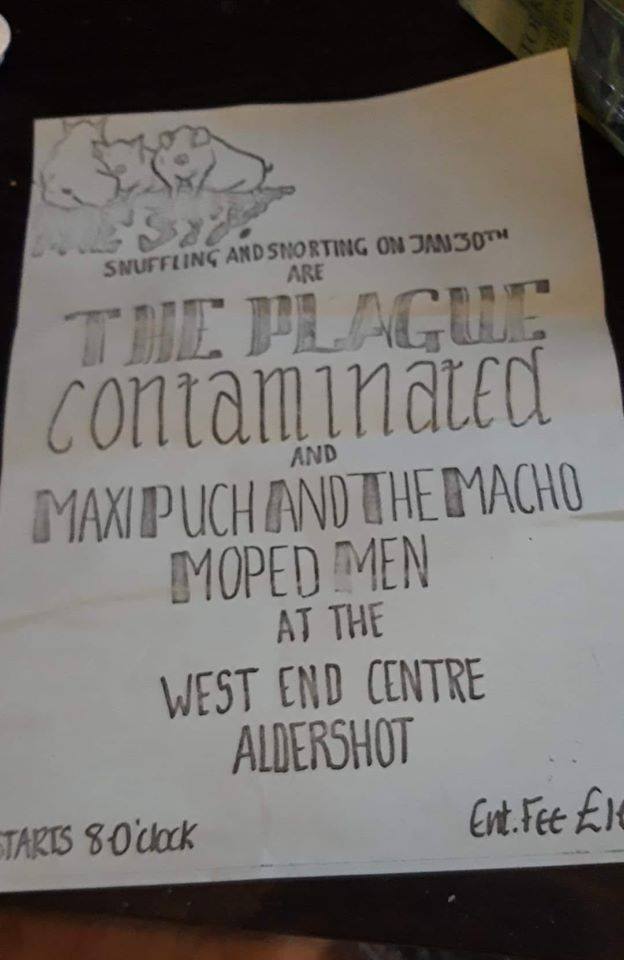 SNUFFLING AND SNORTING ON JAN 30TH
ARE
THE PLAGUE
contaminated
AND
MAXI PUCH AND THE MACHO
MOPED MEN
AT THE
WEST END CENTRE
ALDERSHOT
STARTS 8 O'clock
Ent. Fee